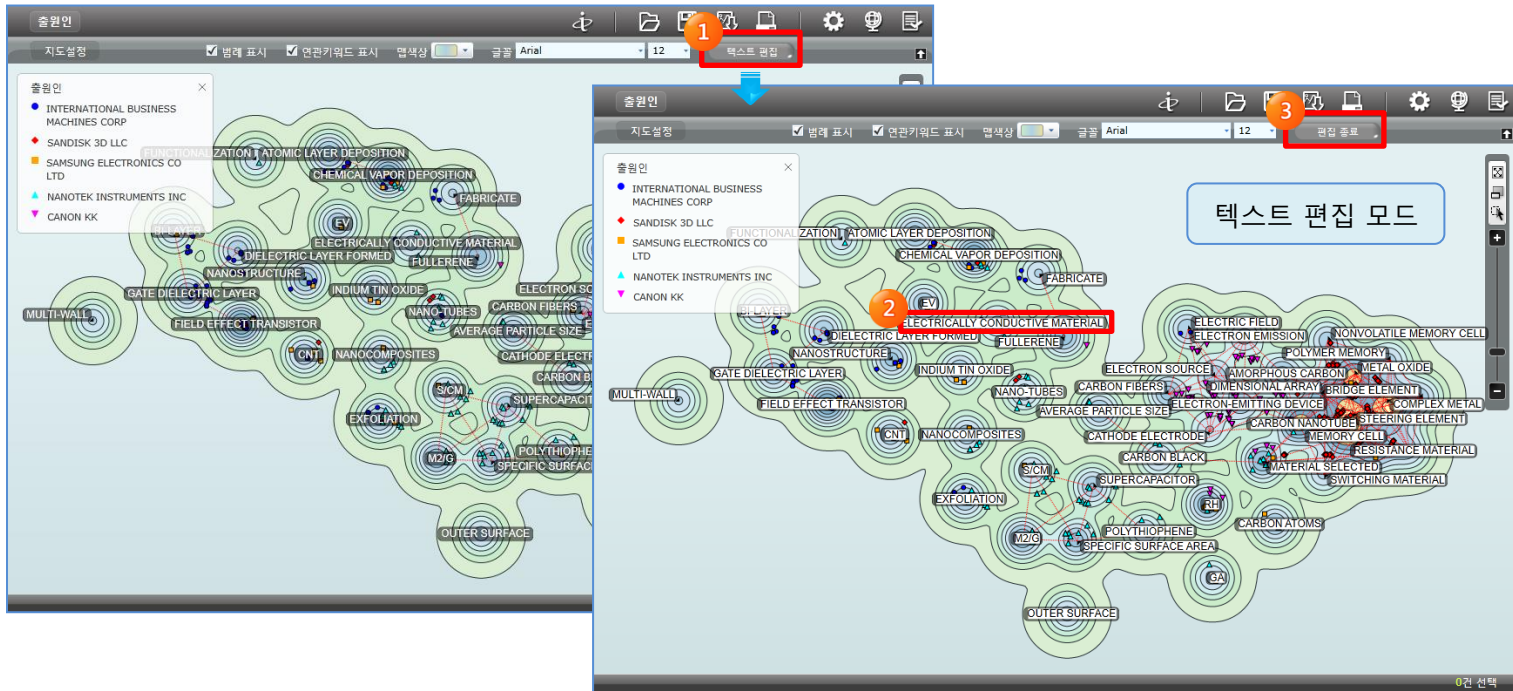 출원인
1
지도설정
범례 표시
연관키워드 표시
맵색상
글꼴
Arial
12
텍스트 편집
출원인
INTERNATIONAL BUSINESS
MACHINES CORP
SANDISK 3D LLC
SAMSUNG ELECTRONICS CO
LTD
NANOTEK INSTRUMENTS INC
CANON KK
ATOMIC LAYER DEPOSITION
CHEMICAL VAPOR DEPOSITION
FABRICATE
EV
ELECTRICALLY CONDUCTIVE MATERIAL
DIELECTRIC LAYER FORMED
FULLERENE
NANOSTRUCTURE
INDIUM TIN OXIDE
GATE DIELECTRIC LAYER
NANO-TUBES
CARBON FIBERS
MULTI-WALL
FIELD EFFECT TRANSISTOR
AVERAGE PARTICLE SIZE
CNT
NANOCOMPOSITES
S/CM
EXFOLIATION
M2/G
OUTER SURFACE
출원인
3
지도설정
범례 표시
연관키워드 표시
맵색상
글꼴
Arial
12
편집 종료
텍스트 편집 모드
출원인
INTERNATIONAL BUSINESS
MACHINES CORP
SANDISK 3D LLC
SAMSUNG ELECTRONICS CO
LTD
NANOTEK INSTRUMENTS INC
CANON KK
FUNCTIONALIZATION
ATOMIC LAYER DEPOSITION
CHEMICAL VAPOR DEPOSITION
FABRICATE
EV
BI-LAYER
2
ELECTRICALLY CONDUCTIVE MATERIAL
ELECTRIC FIELD
DIELECTRIC LAYER FORMED
FULLERENE
ELECTRON EMISSION
NONVOLATILE MEMORY CELL
NANOSTRUCTURE
POLYMER MEMORY
GATE DIELECTRIC LAYER
INDIUM TIN OXIDE
ELECTRON SOURCE
AMORPHOUS CARBON
METAL OXIDE
MULTI-WALL
NANO-TUBES
CARBON FIBERS
DIMENSIONAL ARRAY
BRIDGE ELEMENT
FIELD EFFECT TRANSISTOR
AVERAGE PARTICLE SIZE
ELECTRON-EMITTING DEVICE
COMPLEX METAL
CARBON NANOTUBE
STEERING ELEMENT
CNT
NANOCOMPOSITES
CATHODE ELECTRODE
MEMORY CELL
CARBON BLACK
RESISTANCE MATERIAL
S/CM
SUPERCAPACITOR
MATERIAL SELECTED
SWITCHING MATERIAL
EXFOLIATION
RH
M2/G
POLYTHIOPHENE
CARBON ATOMS
SPECIFIC SURFACE AREA
GA
OUTER SURFACE
0건 선택